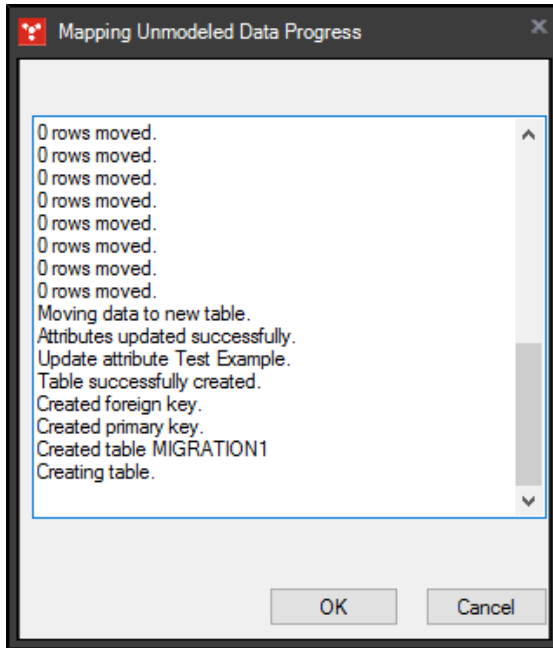 Mapping Unmodeled Data Progress
0 rows moved.
0 rows moved.
0 rows moved.
0 rows moved.
0 rows moved.
0 rows moved.
0 rows moved.
0 rows moved.
Moving data to new table.
Attributes updated successfully.
Update attribute Test Example.
Table successfully created.
Created foreign key.
Created primary key.
Created table MIGRATION1
Creating table.
OK
Cancel